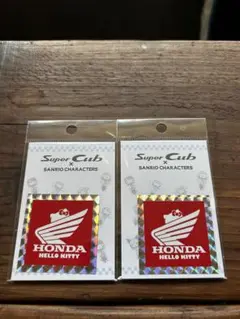 Super Cub
×
SANRIO CHARACTERS
HONDA
HELLO KITTY
Super Cub
×
SANRIO CHARACTERS
HONDA
HELLO KITTY